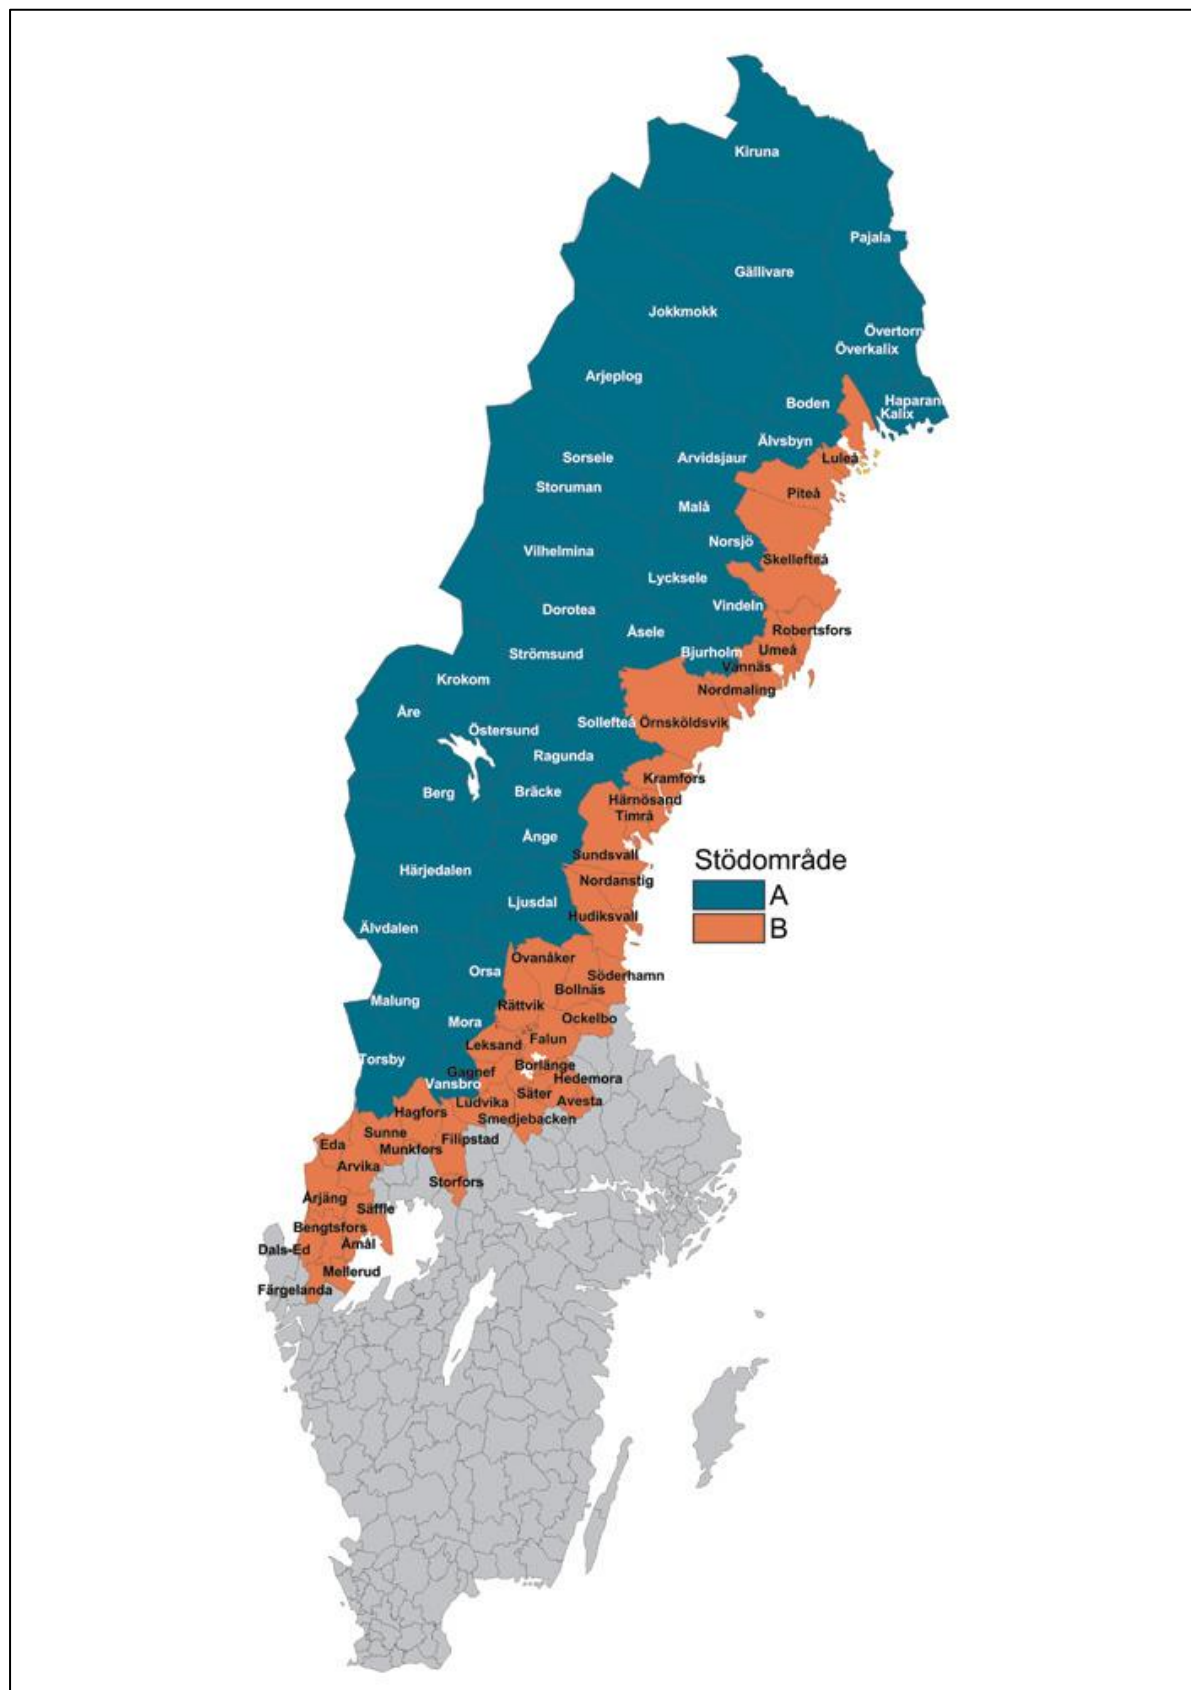 Kiruna
Pajala
Gällivare
Jokkmokk
Övertorn
Överkalix
Arjeplog
Boden
Haparan
Kalix
Älvsbyn
Sorsele
Arvidsjaur
Luleå
Storuman
Piteå
Malå
Norsjö
Vilhelmina
Skellefteå
Lycksele
Vindeln
Dorotea
Åsele
Robertsfors
Umeå
Strömsund
Bjurholm
Vännäs
Krokom
Nordmaling
Åre
Östersund
Sollefteå
Örnsköldsvik
Ragunda
Kramfors
Berg
Bräcke
Härnösand
Timrå
Ånge
Sundsvall
Stödområde
Härjedalen
Nordanstig
A
Ljusdal
Hudiksvall
B
Älvdalen
Ovanåker
Orsa
Söderhamn
Bollnäs
Malung
Rättvik
Mora
Ockelbo
Leksand
Falun
Torsby
Borlänge
Gagnef
Hedemora
Vansbro
Säter
Ludvika
Avesta
Hagfors
Smedjebacken
Sunne
Filipstad
Eda
Munkfors
Arvika
Storfors
Årjäng
Säffle
Bengtsfors
Åmål
Dals-Ed
Mellerud
Färgelanda